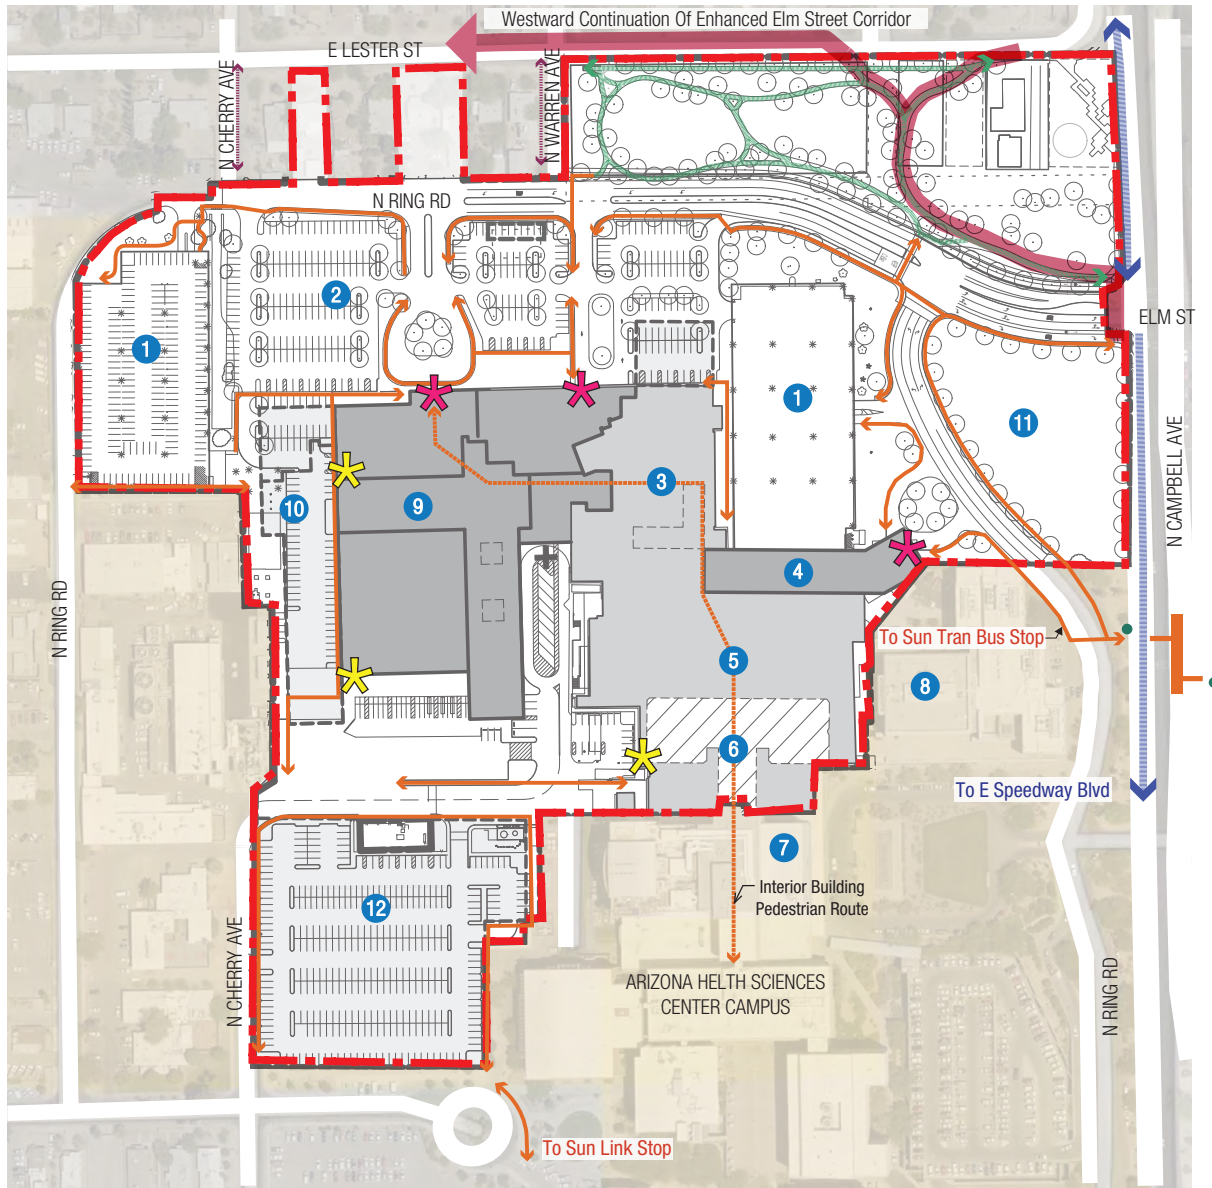 Westward Continuation Of Enhanced Elm Street Corridor
E LESTER ST
N CHERRY AVE
N WARREN AVE
N RING RD
2
1
ELM ST
1
11
3
9
10
N CAMPBELL AVE
4
N RING RD
To Sun Tran Bus Stop
5
8
6
To E Speedway Blvd
7
Interior Building
Pedestrian Route
12
N CHERRY AVE
ARIZONA HELTH SCIENCES
CENTER CAMPUS
N RING RD
To Sun Link Stop